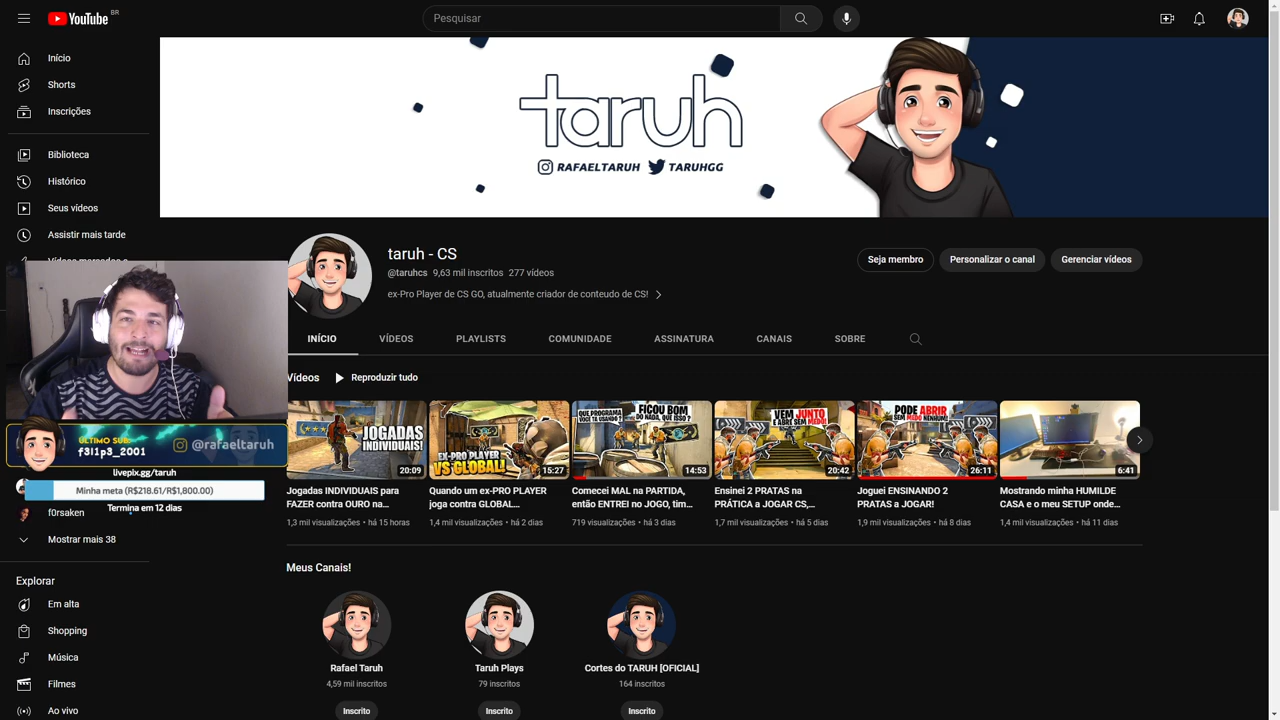 YouTube BR
Pesquisar
Início
Shorts
Inscrições
Biblioteca
Histórico
Seus vídeos
Assistir mais tarde
f0rsaken
Mostrar mais 38
Explorar
Em alta
Shopping
Música
Filmes
Ao vivo
taruh
RAFAELTARUH TARUHGG
taruh - CS
@taruhcs 9,63 mil inscritos 277 vídeos
ex-Pro Player de CS GO, atualmente criador de conteudo de CS!
Seja membro
Personalizar o canal
Gerenciar vídeos
INÍCIO VÍDEOS PLAYLISTS COMUNIDADE ASSINATURA CANAIS SOBRE
Vídeos
Reproduzir tudo
JOGADAS
INDIVIDUAIS!
20:09
Jogadas INDIVIDUAIS para
FAZER contra OURO na...
1,3 mil visualizações • há 15 horas
EX-PRO PLAYER
VS GLOBAL!
15:27
Quando um ex-PRO PLAYER
joga contra GLOBAL...
1,4 mil visualizações • há 2 dias
QUE PROGRAMA
VOCÊ TA USANDO?
FICOU BOM
DO NADA, QUE ISSO?
14:53
Comecei MAL na PARTIDA,
então ENTREI no JOGO, tim...
719 visualizações • há 3 dias
VEM JUNTO
E ABRE SEM MEDO!
20:42
Ensinei 2 PRATAS na
PRÁTICA a JOGAR CS,...
1,7 mil visualizações • há 5 dias
PODE ABRIR
SEM MEDO NENHUM!
26:11
Joguei ENSINANDO 2
PRATAS a JOGAR!
1,9 mil visualizações • há 8 dias
6:41
Mostrando minha HUMILDE
CASA e o meu SETUP onde...
1,4 mil visualizações • há 11 dias
ÚLTIMO SUB:
f3l1p3_2001
@rafaeltaruh
livepix.gg/taruh
Minha meta (R$218.61/R$1,800.00)
Termina em 12 dias
Meus Canais!
Rafael Taruh
4,59 mil inscritos
Inscrito
Taruh Plays
79 inscritos
Inscrito
Cortes do TARUH [OFICIAL]
164 inscritos
Inscrito